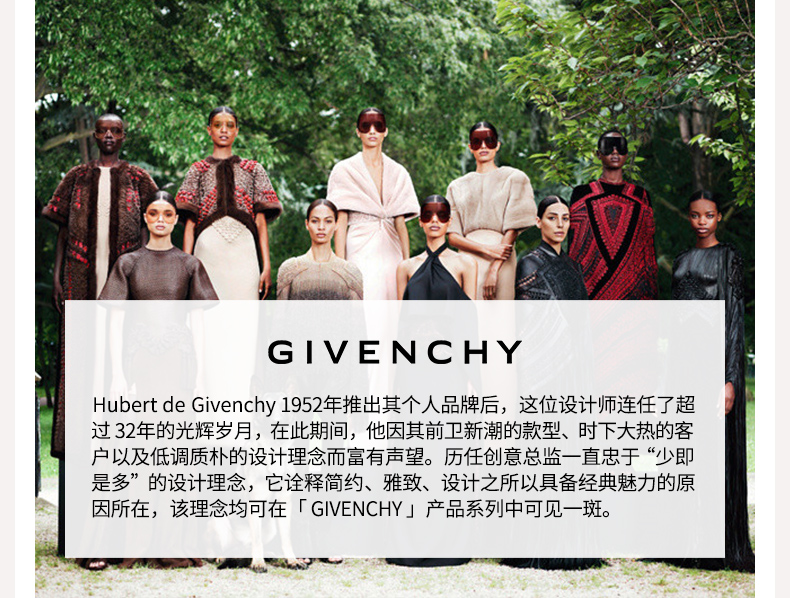 GIVENCHY
Hubert de Givenchy 1952年推出其个人品牌后，这位设计师连任了超
过 32年的光辉岁月，在此期间，他因其前卫新潮的款型、时下大热的客
户以及低调质朴的设计理念而富有声望。历任创意总监一直忠于“少即
是多”的设计理念，它诠释简约、雅致、设计之所以具备经典魅力的原
因所在，该理念均可在「 GIVENCHY 」产品系列中可见一斑。